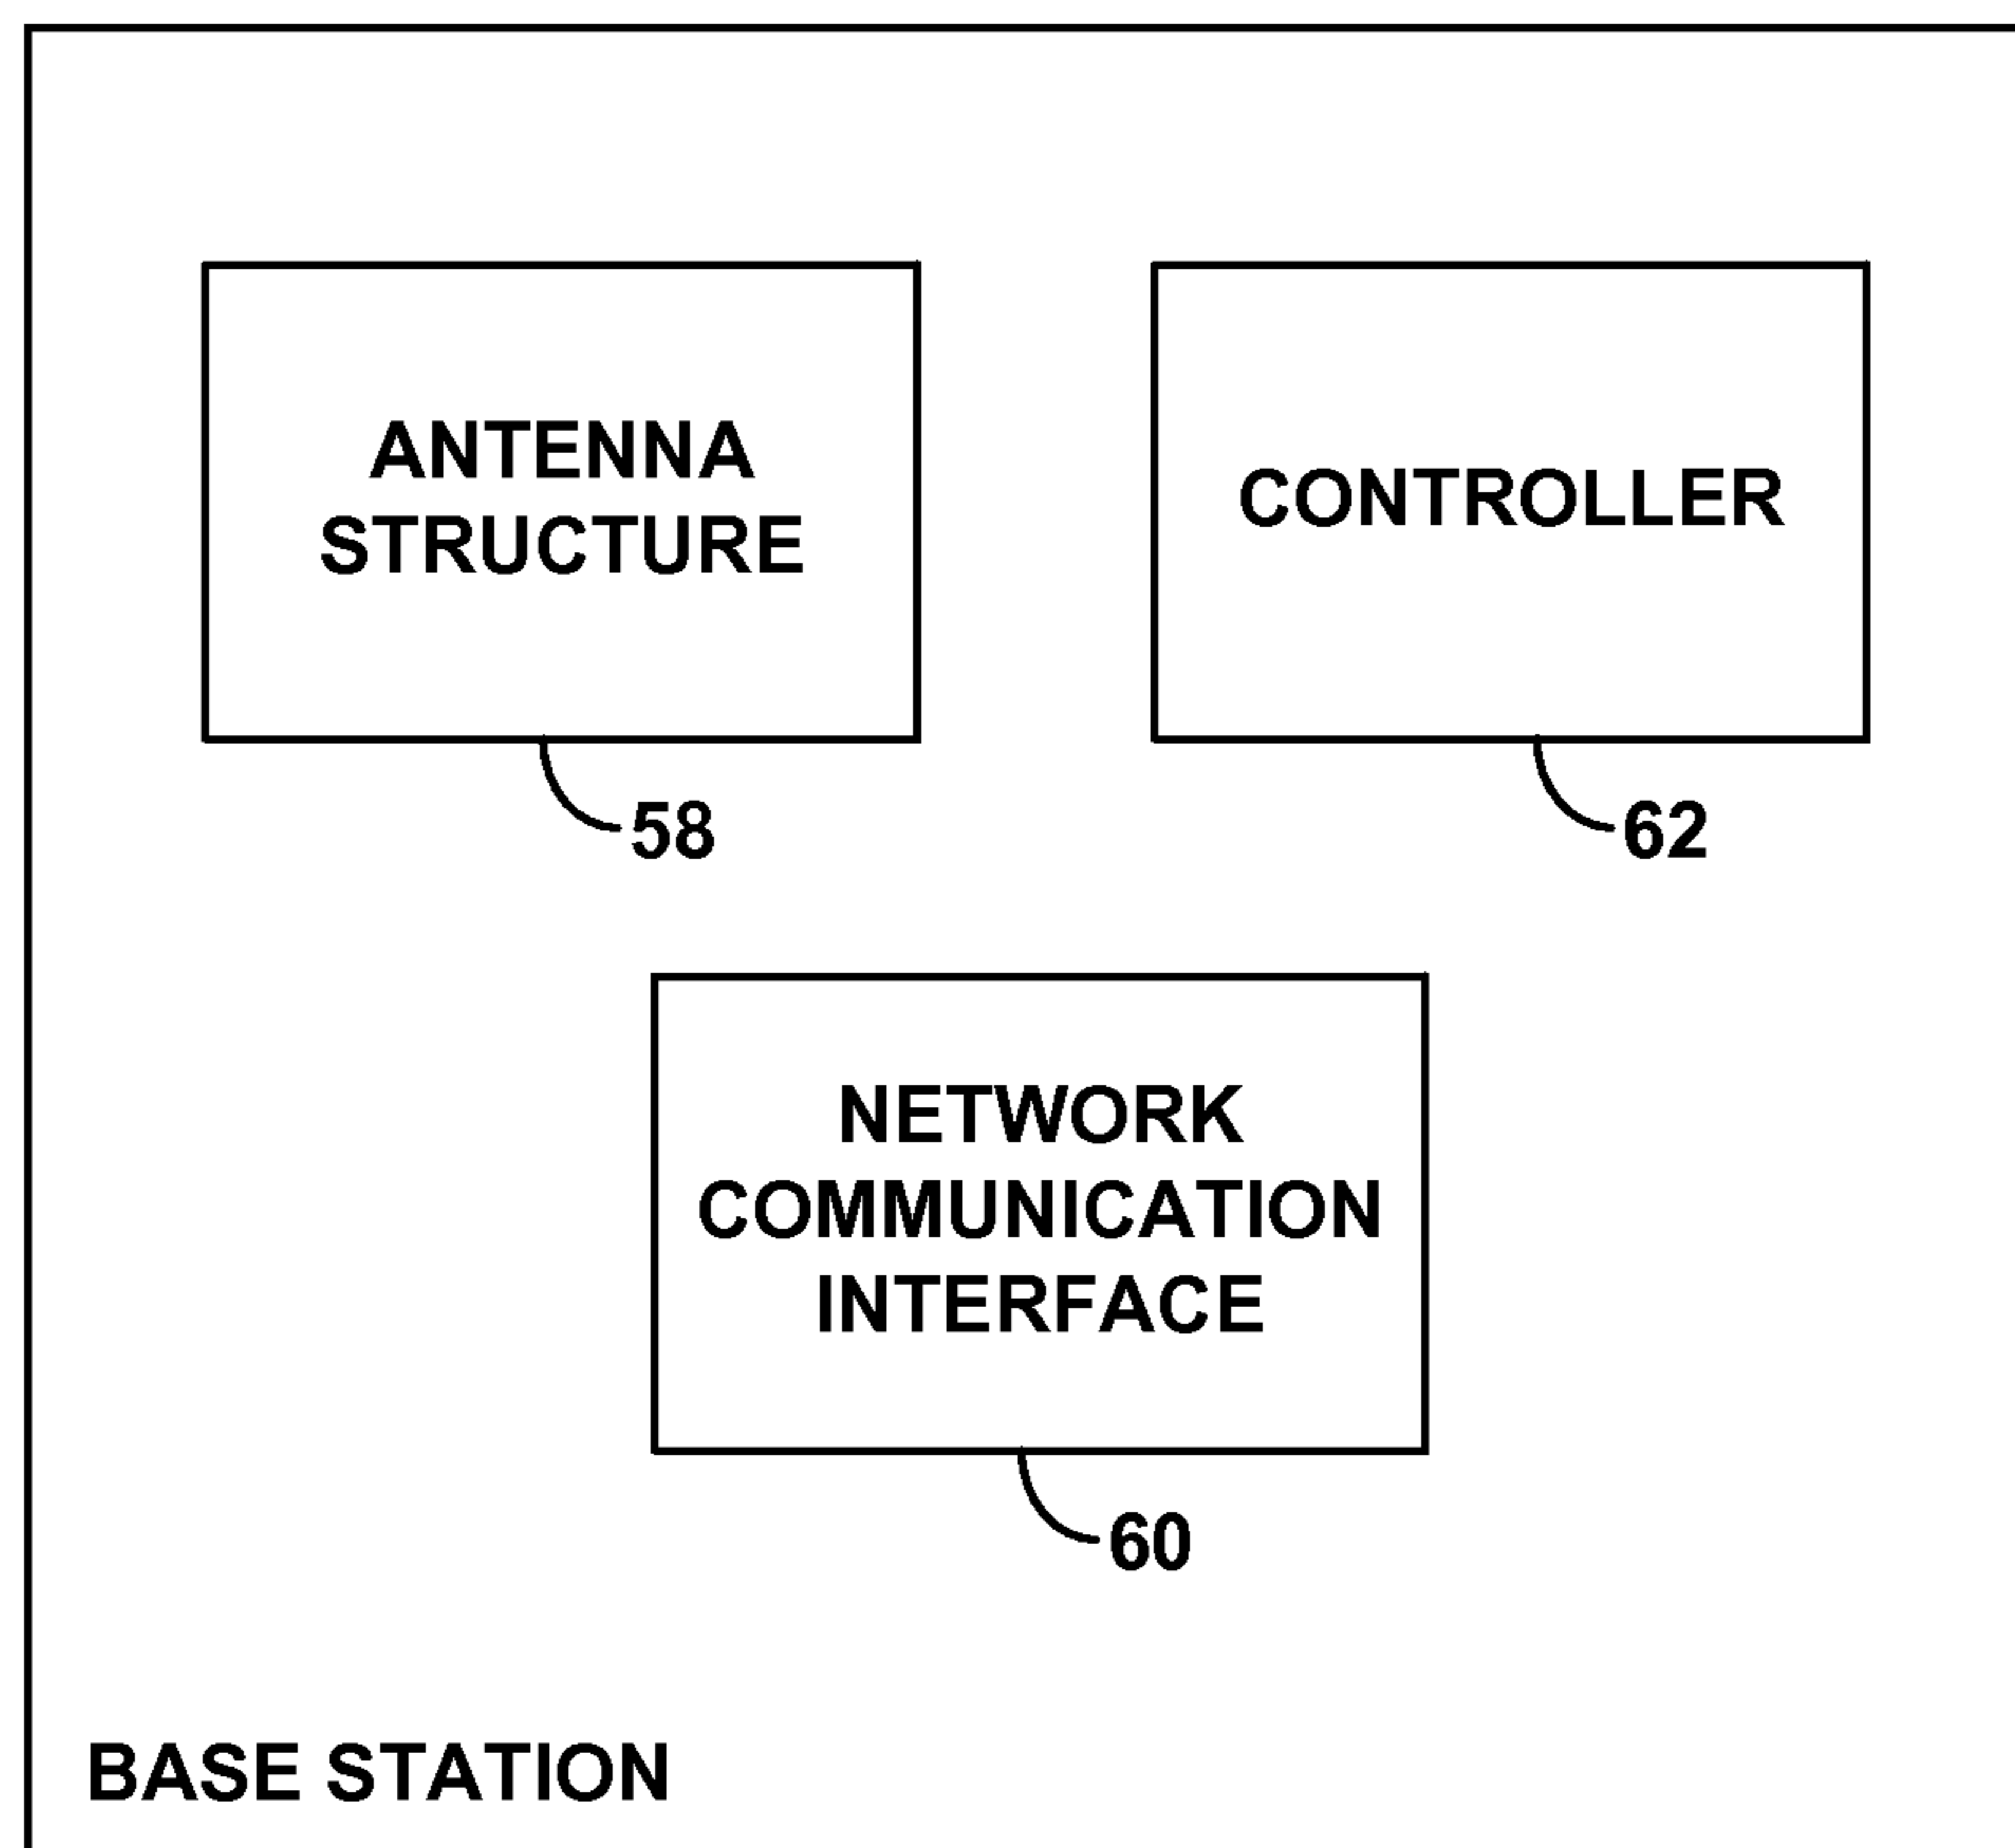 ANTENNA
STRUCTURE
58
CONTROLLER
62
NETWORK
COMMUNICATION
INTERFACE
60
BASE STATION